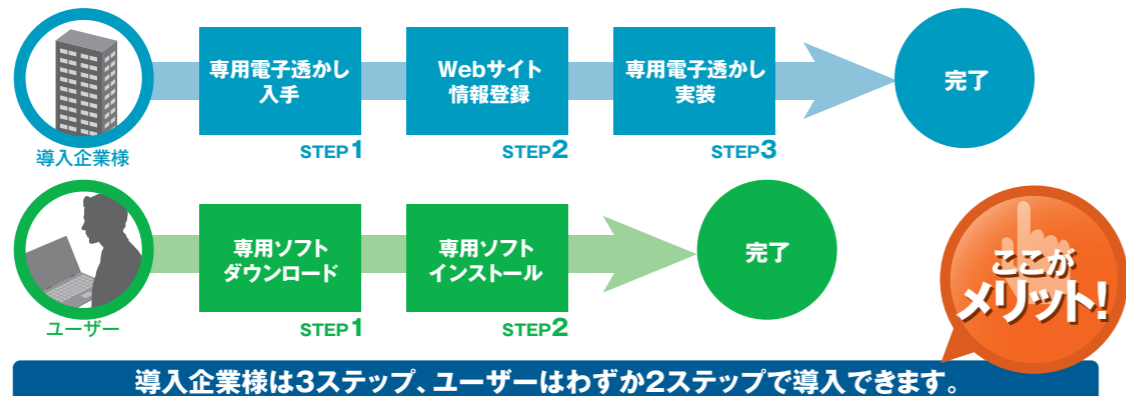 専用電子透かし
入手
Webサイト
情報登録
専用電子透かし
実装
完了
STEP1
STEP2
STEP3
導入企業様
専用ソフト
ダウンロード
専用ソフト
インストール
完了
STEP1
STEP2
ユーザー
ここが
メリット!
導入企業様は3ステップ、ユーザーはわずか2ステップで導入できます。